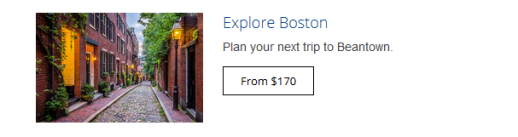 Explore Boston
Plan your next trip to Beantown.
From $170